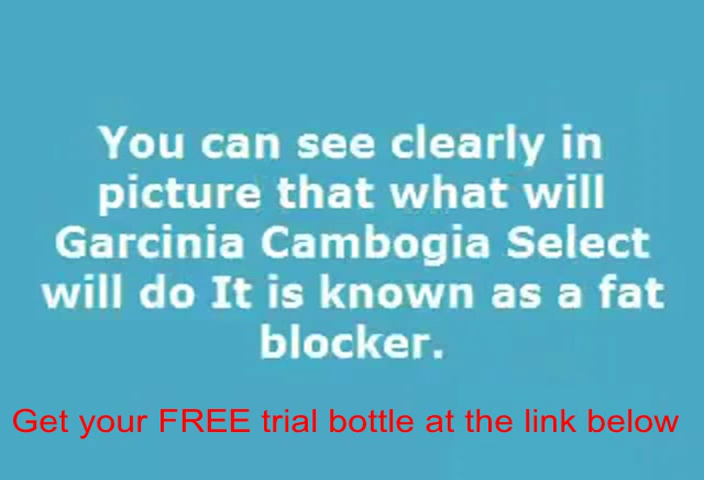 You can see clearly in
picture that what will
Garcinia Cambogia Select
will do It is known as a fat
blocker.
Get your FREE trial bottle at the link below